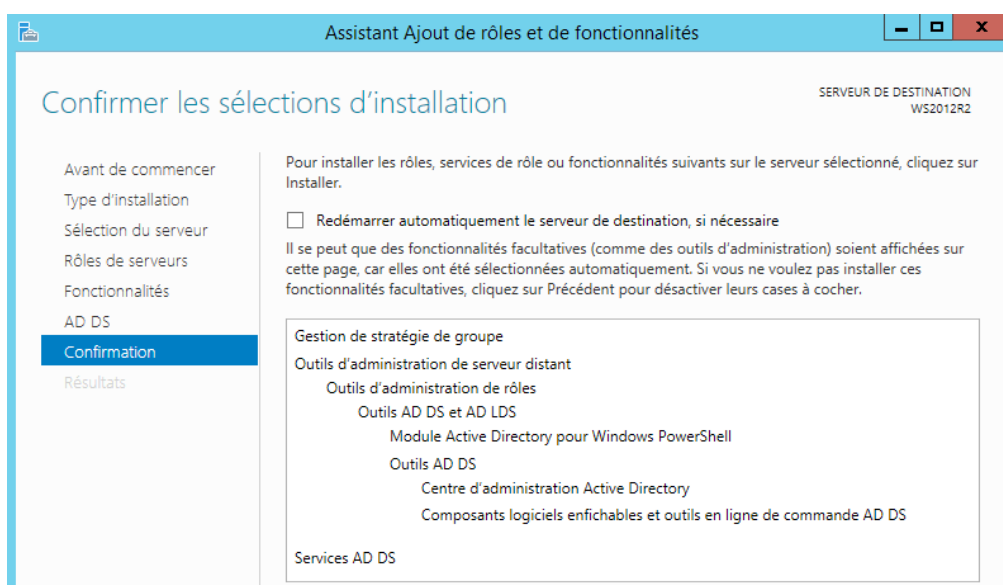 Assistant Ajout de rôles et de fonctionnalités
Confirmer les sélections d'installation
SERVEUR DE DESTINATION
WS2012R2
Avant de commencer
Type d'installation
Sélection du serveur
Rôles de serveurs
Fonctionnalités
AD DS
Confirmation
Résultats
Pour installer les rôles, services de rôle ou fonctionnalités suivants sur le serveur sélectionné, cliquez sur
Installer.
Redémarrer automatiquement le serveur de destination, si nécessaire
Il se peut que des fonctionnalités facultatives (comme des outils d'administration) soient affichées sur
cette page, car elles ont été sélectionnées automatiquement. Si vous ne voulez pas installer ces
fonctionnalités facultatives, cliquez sur Précédent pour désactiver leurs cases à cocher.
Gestion de stratégie de groupe
Outils d'administration de serveur distant
Outils d'administration de rôles
Outils AD DS et AD LDS
Module Active Directory pour Windows PowerShell
Outils AD DS
Centre d'administration Active Directory
Composants logiciels enfichables et outils en ligne de commande AD DS
Services AD DS